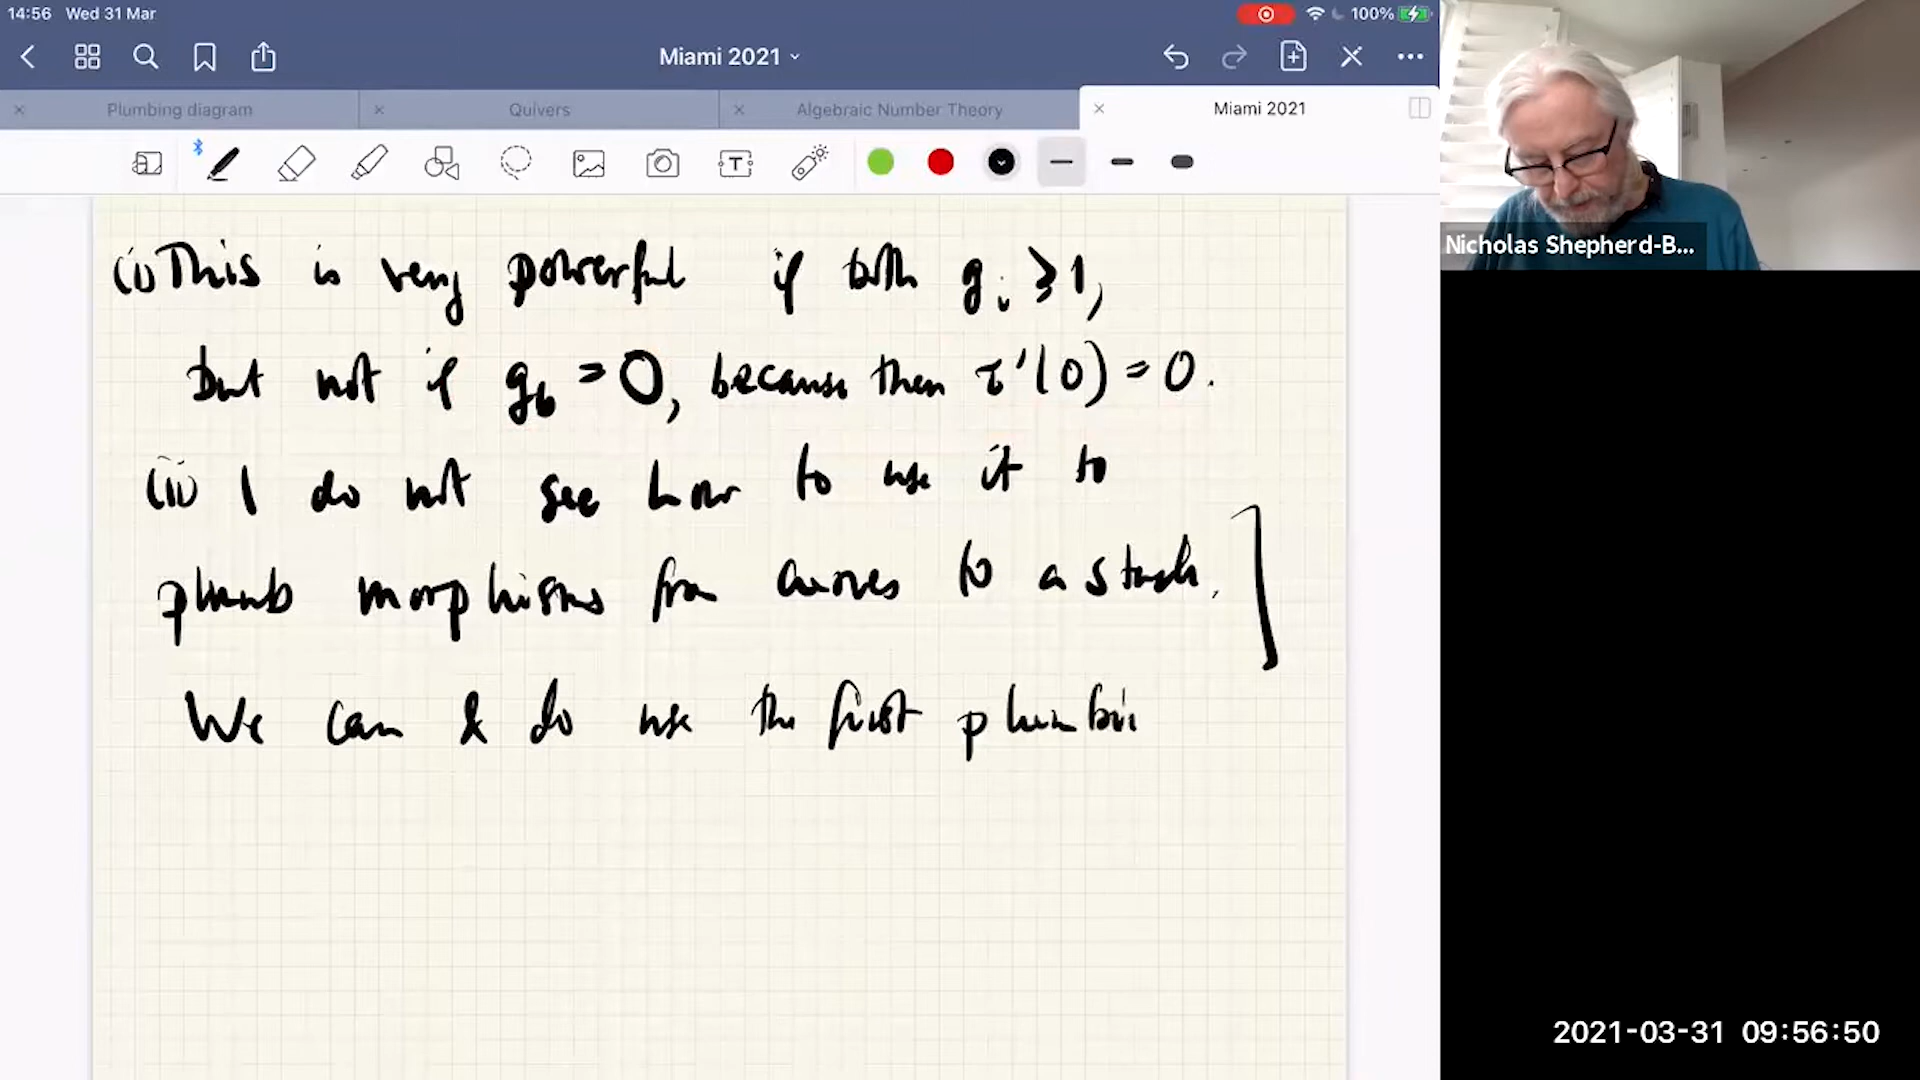 14:56 Wed 31 Mar
100%
Miami 2021
Plumbing diagram
Quivers
Algebraic Number Theory
Miami 2021
T
Nicholas Shepherd-B...
(i) This is very powerful if both gᵢ ⩾ 1,
but not if g_b = 0, because then τ'(0) = 0.
(ii) I do not see how to use it to
plumb morphisms from curves to a stack.
We can & do use the first plumbin
2021-03-31 09:56:50